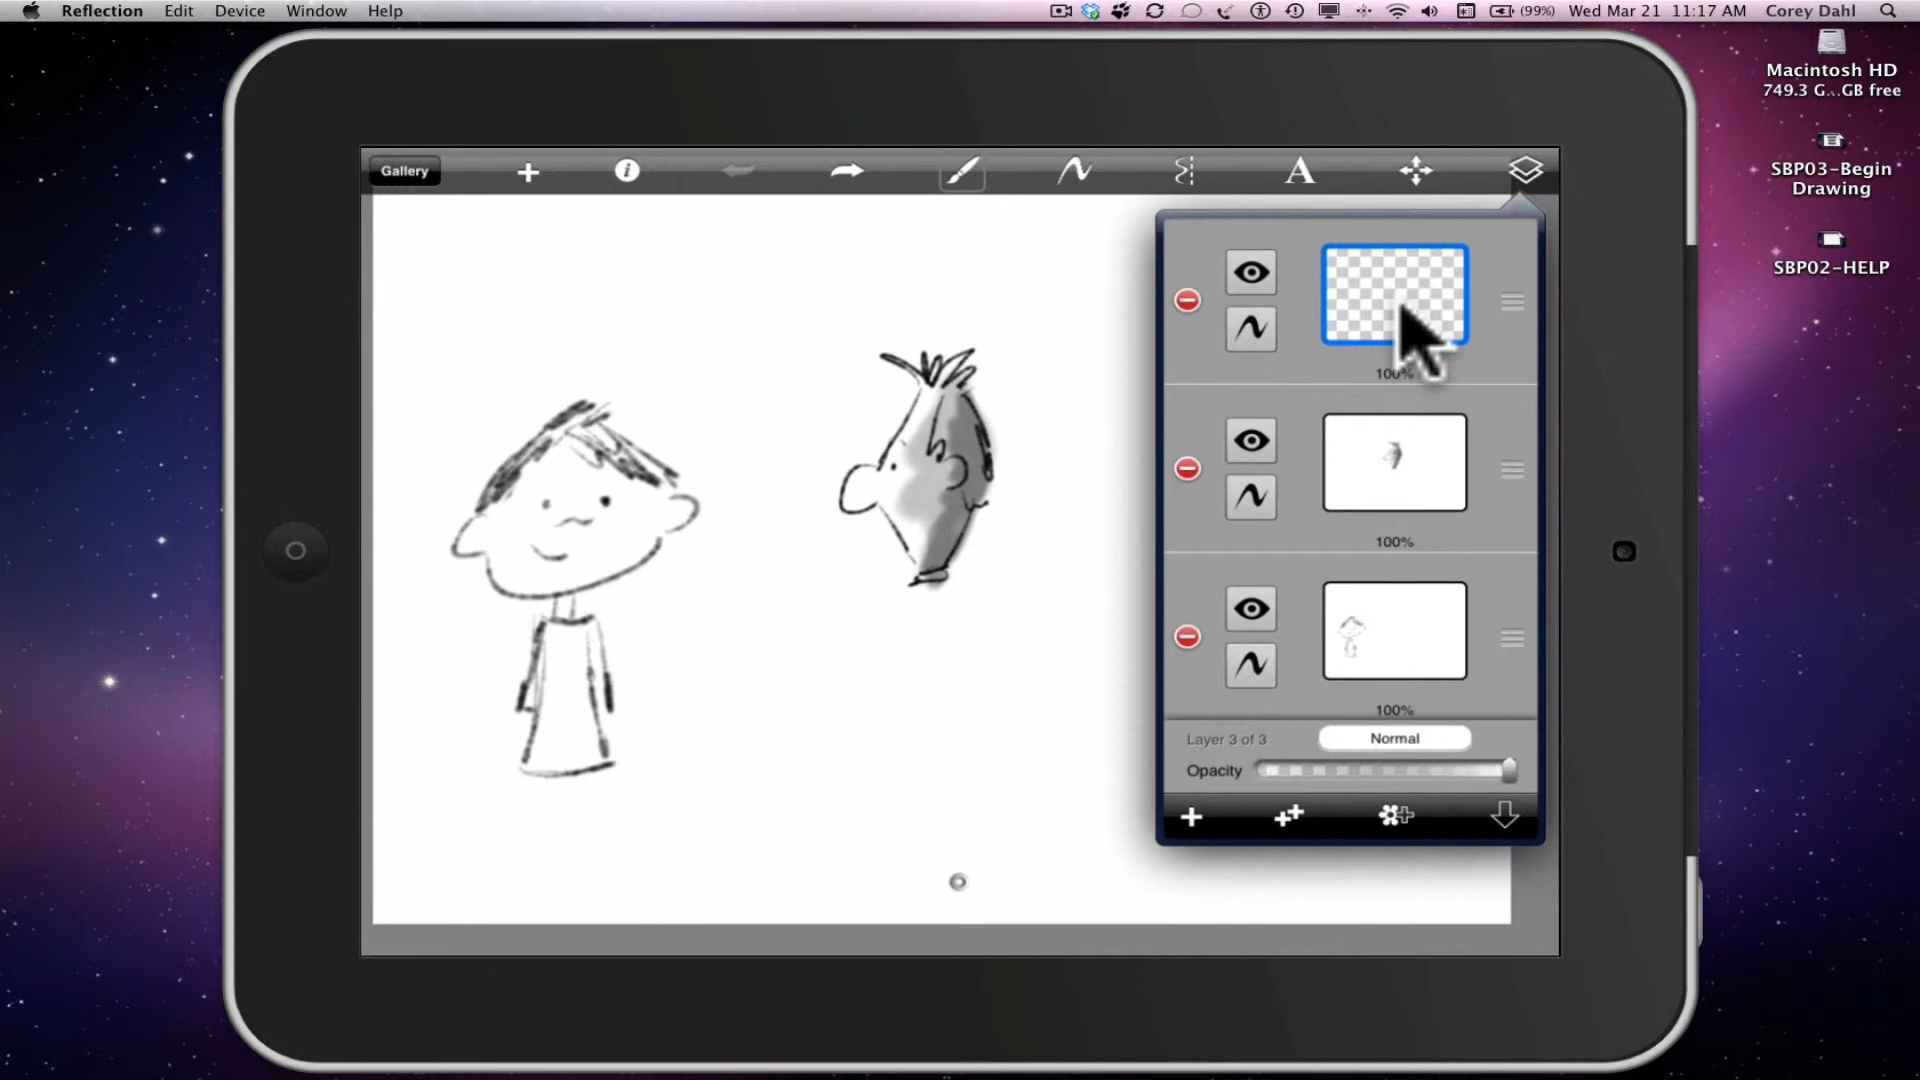 Reflection Edit Device Window Help (99%) Wed Mar 21 11:17 AM Corey Dahl
Macintosh HD
749.3 G...GB free
SBP03-Begin
Drawing
SBP02-HELP
Gallery A
100%
100%
100%
Layer 3 of 3 Normal
Opacity